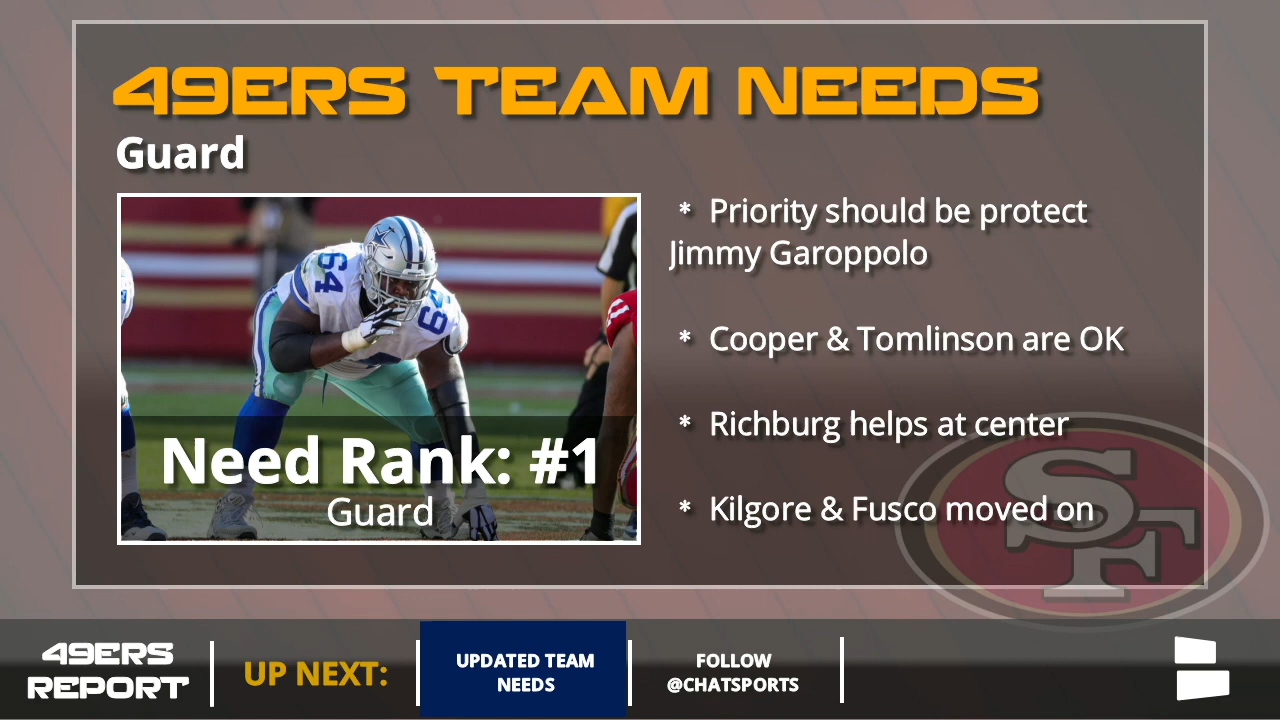 49ERS TEAM NEEDS
Guard
64
64
Need Rank: #1
Guard
* Priority should be protect
Jimmy Garoppolo
* Cooper & Tomlinson are OK
* Richburg helps at center
* Kilgore & Fusco moved on
SF
49ERS
REPORT
UP NEXT:
UPDATED TEAM
NEEDS
FOLLOW
@CHATSPORTS